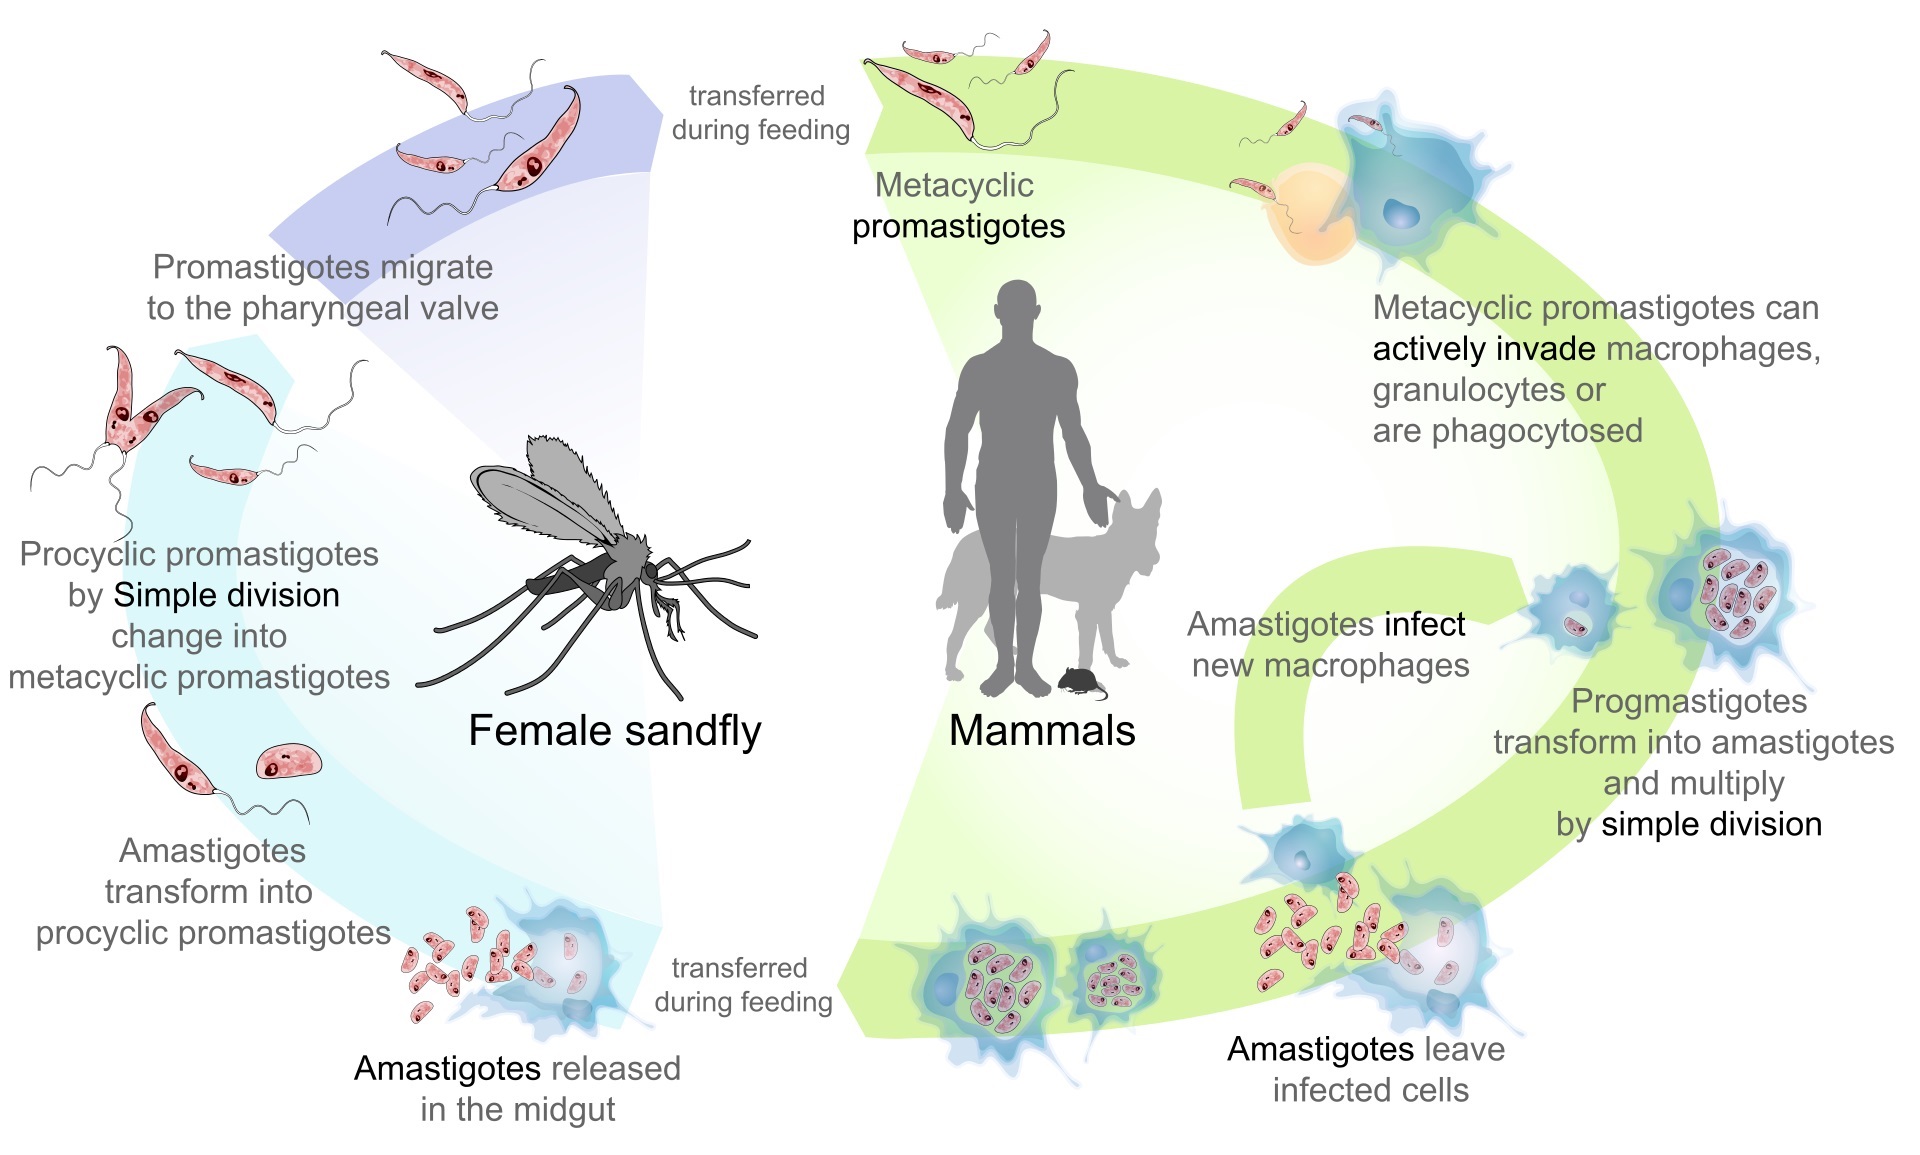 transferred
during feeding
Metacyclic
promastigotes
Promastigotes migrate
to the pharyngeal valve
Metacyclic promastigotes can
actively invade macrophages,
granulocytes or
are phagocytosed
Procyclic promastigotes
by Simple division
change into
metacyclic promastigotes
Amastigotes infect
new macrophages
Female sandfly
Mammals
Progmastigotes
transform into amastigotes
and multiply
by simple division
Amastigotes
transform into
procyclic promastigotes
transferred
during feeding
Amastigotes released
in the midgut
Amastigotes leave
infected cells